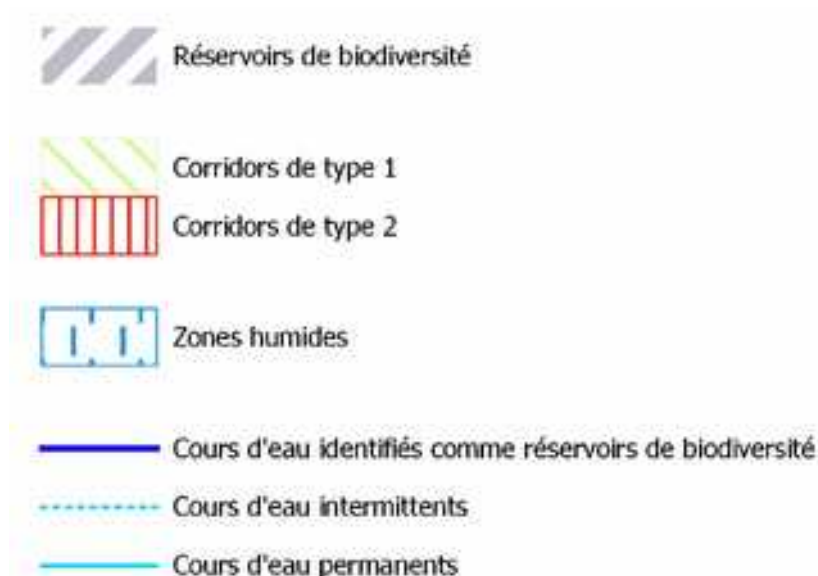 Réservoirs de biodiversité
Corridors de type 1
Corridors de type 2
Zones humides
Cours d'eau identifiés comme réservoirs de biodiversité
Cours d'eau intermittents
Cours d'eau permanents